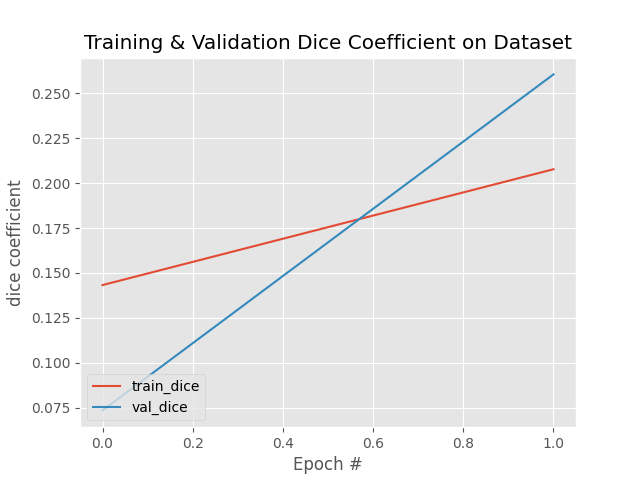 Training & Validation Dice Coefficient on Dataset
0.250
0.225
0.200
0.175
0.150
0.125
0.100
0.075
dice coefficient
train_dice
val_dice
0.0 0.2 0.4 0.6 0.8 1.0
Epoch #